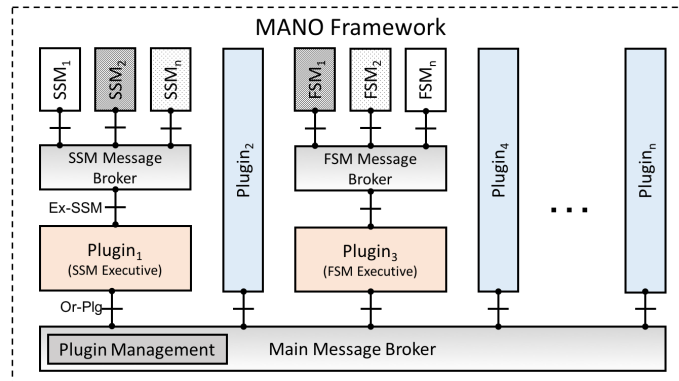 MANO Framework
SSM₁
SSM₂
SSMₙ
Plugin₂
FSM₁
FSM₂
FSMₙ
Plugin₄
Pluginₙ
SSM Message
Broker
FSM Message
Broker
Ex-SSM
Plugin₁
(SSM Executive)
Plugin₃
(FSM Executive)
...
Or-Plg
Plugin Management
Main Message Broker